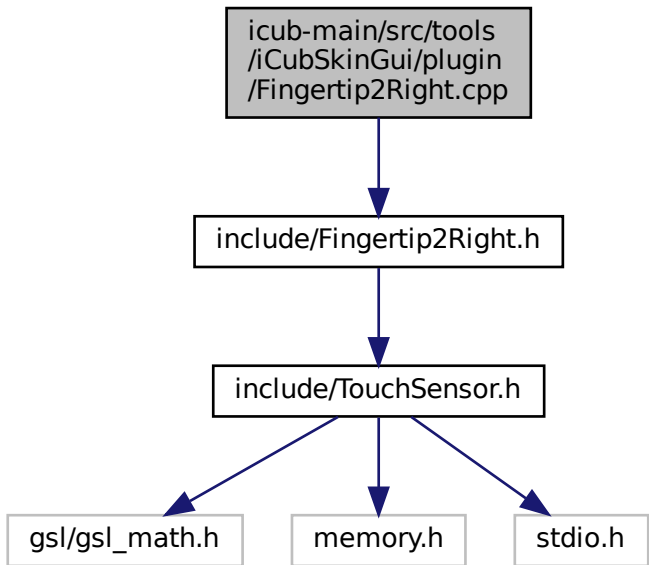 icub-main/src/tools
/iCubSkinGui/plugin
/Fingertip2Right.cpp
include/Fingertip2Right.h
include/TouchSensor.h
gsl/gsl_math.h
memory.h
stdio.h